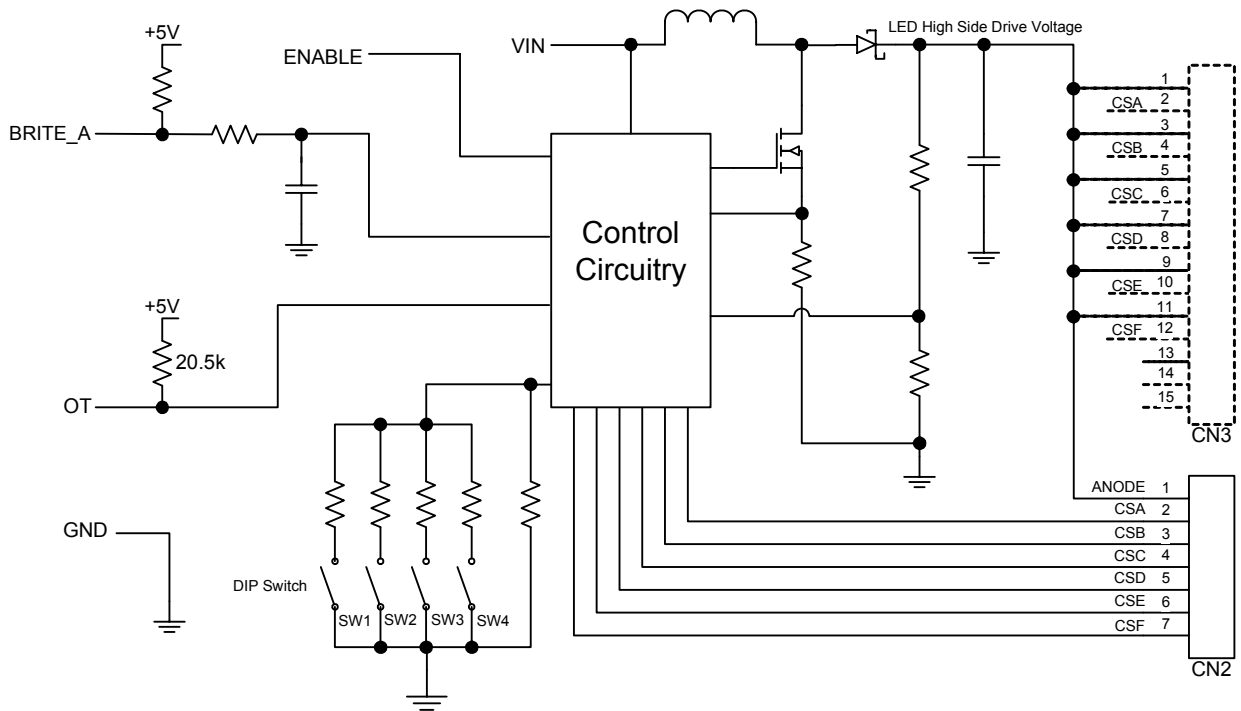 +5V
ENABLE
VIN
LED High Side Drive Voltage
BRITE_A
Control
Circuitry
1
CSA 2
3
CSB 4
5
CSC 6
7
CSD 8
9
CSE 10
11
CSF 12
13
14
15
CN3
+5V
20.5k
OT
GND
DIP Switch
SW1 SW2 SW3 SW4
ANODE 1
CSA 2
CSB 3
CSC 4
CSD 5
CSE 6
CSF 7
CN2